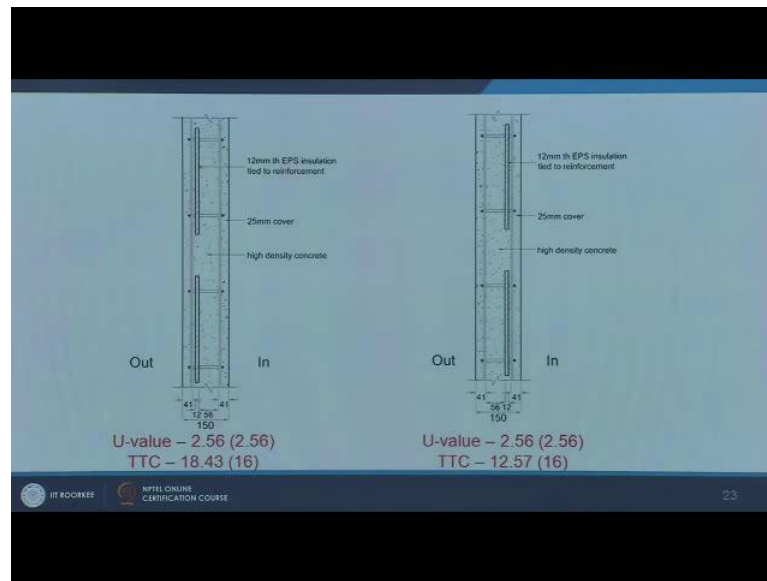 12mm th EPS insulation
tied to reinforcement
25mm cover
high density concrete
Out
In
41
41
12 56
150
U-value – 2.56 (2.56)
TTC – 18.43 (16)
12mm th EPS insulation
tied to reinforcement
25mm cover
high density concrete
Out
In
41
41
56 12
150
U-value – 2.56 (2.56)
TTC – 12.57 (16)
IIT ROORKEE
NPTEL ONLINE
CERTIFICATION COURSE
23